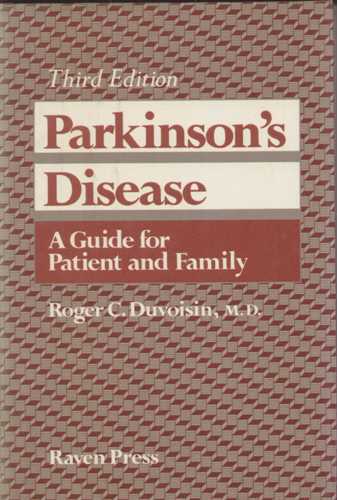 Third Edition
Parkinson's
Disease
A Guide for
Patient and Family
Roger C. Duvoisin, M.D.
Raven Press